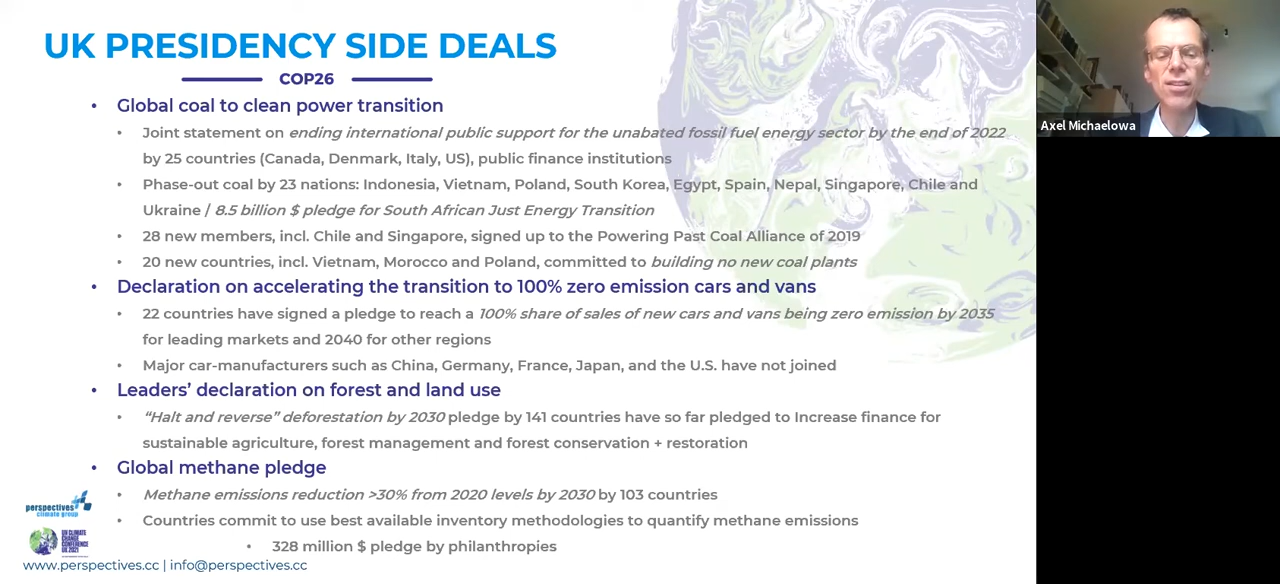 UK PRESIDENCY SIDE DEALS
COP26
• Global coal to clean power transition
• Joint statement on ending international public support for the unabated fossil fuel energy sector by the end of 2022
by 25 countries (Canada, Denmark, Italy, US), public finance institutions
• Phase-out coal by 23 nations: Indonesia, Vietnam, Poland, South Korea, Egypt, Spain, Nepal, Singapore, Chile and
Ukraine / 8.5 billion $ pledge for South African Just Energy Transition
• 28 new members, incl. Chile and Singapore, signed up to the Powering Past Coal Alliance of 2019
• 20 new countries, incl. Vietnam, Morocco and Poland, committed to building no new coal plants
• Declaration on accelerating the transition to 100% zero emission cars and vans
• 22 countries have signed a pledge to reach a 100% share of sales of new cars and vans being zero emission by 2035
for leading markets and 2040 for other regions
• Major car-manufacturers such as China, Germany, France, Japan, and the U.S. have not joined
• Leaders’ declaration on forest and land use
• “Halt and reverse” deforestation by 2030 pledge by 141 countries have so far pledged to Increase finance for
sustainable agriculture, forest management and forest conservation + restoration
• Global methane pledge
• Methane emissions reduction >30% from 2020 levels by 2030 by 103 countries
• Countries commit to use best available inventory methodologies to quantify methane emissions
• 328 million $ pledge by philanthropies
perspectives
climate group
UN CLIMATE
CHANGE
CONFERENCE
UK 2021
www.perspectives.cc | info@perspectives.cc
Axel Michaelowa